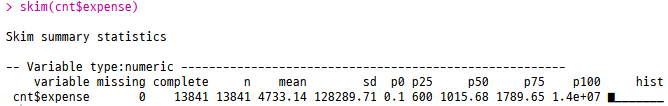 > skim(cnt$expense)
Skim summary statistics
-- Variable type:numeric -------------------------------------------------------
variable missing complete n mean sd p0 p25 p50 p75 p100 hist
cnt$expense 0 13841 13841 4733.14 128289.71 0.1 600 1015.68 1789.65 1.4e+07 ■_______